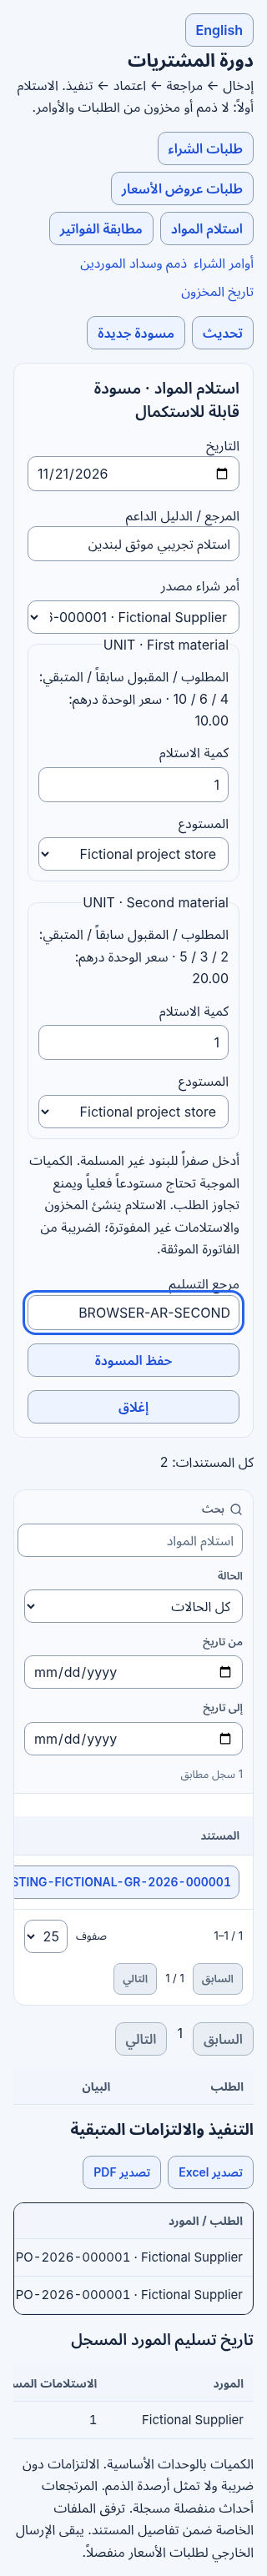 English
دورة المشتريات
إدخال ← مراجعة ← اعتماد ← تنفيذ. الاستلام
أولاً: لا ذمم أو مخزون من الطلبات والأوامر.
طلبات الشراء
طلبات عروض الأسعار
استلام المواد
مطابقة الفواتير
أوامر الشراء ذمم وسداد الموردين
تاريخ المخزون
تحديث
مسودة جديدة
استلام المواد · مسودة
قابلة للاستكمال
التاريخ
11/21/2026
المرجع / الدليل الداعم
استلام تجريبي موثق لبندين
أمر شراء مصدر
-000001 · Fictional Supplier
UNIT · First material
المطلوب / المقبول سابقاً / المتبقي:
10 / 6 / 4 · سعر الوحدة درهم:
10.00
كمية الاستلام
1
المستودع
Fictional project store
UNIT · Second material
المطلوب / المقبول سابقاً / المتبقي:
5 / 3 / 2 · سعر الوحدة درهم:
20.00
كمية الاستلام
1
المستودع
Fictional project store
أدخل صفراً للبنود غير المسلمة. الكميات
الموجبة تحتاج مستودعاً فعلياً ويمنع
تجاوز الطلب. الاستلام ينشئ المخزون
والاستلامات غير المفوترة؛ الضريبة من
الفاتورة الموثقة.
مرجع التسليم
BROWSER-AR-SECOND
حفظ المسودة
إغلاق
كل المستندات: 2
بحث
استلام المواد
الحالة
كل الحالات
من تاريخ
mm/dd/yyyy
إلى تاريخ
mm/dd/yyyy
1 سجل مطابق
المستند
STING-FICTIONAL-GR-2026-000001
1–1 / 1
صفوف
25
السابق
1 / 1
التالي
السابق
1
التالي
الطلب
البيان
التنفيذ والالتزامات المتبقية
تصدير Excel
تصدير PDF
الطلب / المورد
PO-2026-000001 · Fictional Supplier
PO-2026-000001 · Fictional Supplier
تاريخ تسليم المورد المسجل
المورد
الاستلامات
Fictional Supplier
1
الكميات بالوحدات الأساسية. الالتزامات دون
ضريبة ولا تمثل أرصدة الذمم. المرتجعات
أحداث منفصلة مسجلة. ترفق الملفات
الخاصة ضمن تفاصيل المستند. يبقى الإرسال
الخارجي لطلبات الأسعار منفصلاً.